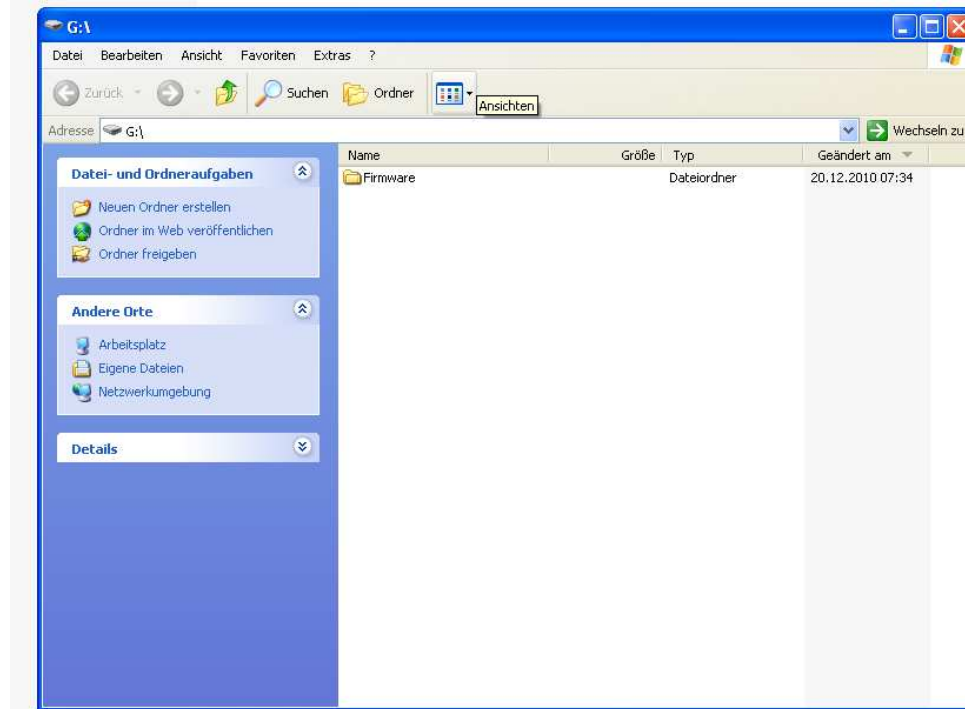 G:\
Datei Bearbeiten Ansicht Favoriten Extras ?
Zurück Suchen Ordner
Ansichten
Adresse G:\ Wechseln zu
Name Größe Typ Geändert am
Datei- und Ordneraufgaben
Firmware Dateiordner 20.12.2010 07:34
Neuen Ordner erstellen
Ordner im Web veröffentlichen
Ordner freigeben
Andere Orte
Arbeitsplatz
Eigene Dateien
Netzwerkumgebung
Details